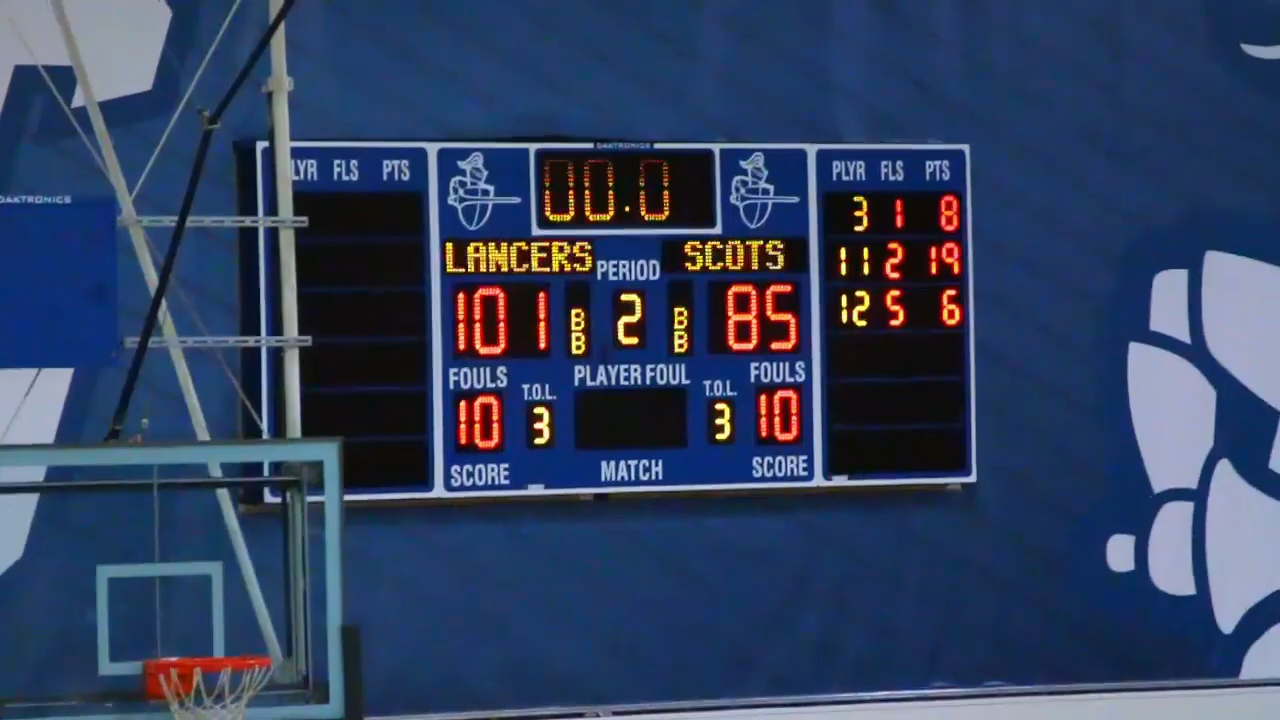 DAKTRONICS
DAKTRONICS
LYR FLS PTS
00.0
PLYR FLS PTS
3 1 8
11 2 19
12 5 6
LANCERS PERIOD SCOTS
101 B B 2 B B 85
FOULS T.O.L. PLAYER FOUL T.O.L. FOULS
10 3 3 10
SCORE MATCH SCORE